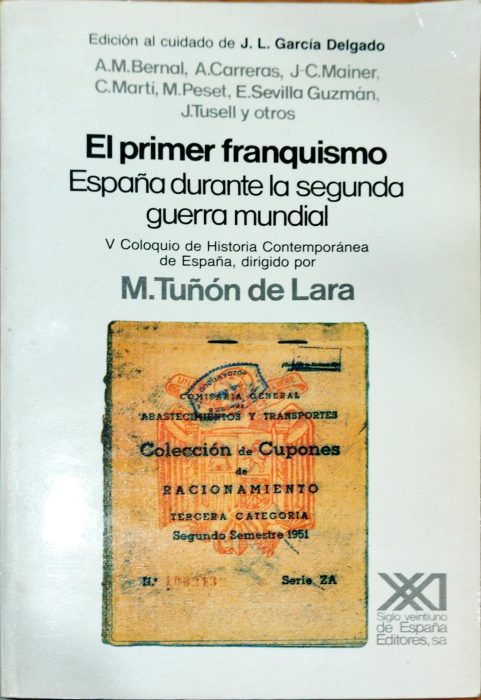 Edición al cuidado de J. L. García Delgado
A.M.Bernal, A.Carreras, J-C.Mainer,
C.Martí, M.Peset, E.Sevilla Guzmán,
J.Tusell y otros
El primer franquismo
España durante la segunda
guerra mundial
V Coloquio de Historia Contemporánea
de España, dirigido por
M.Tuñón de Lara
COMISARIA GENERAL
ABASTECIMIENTOS Y TRANSPORTES
Colección de Cupones
de
RACIONAMIENTO
TERCERA CATEGORIA
Segundo Semestre 1951
N.º
Serie ZA
Siglo veintiuno
de España
Editores, sa